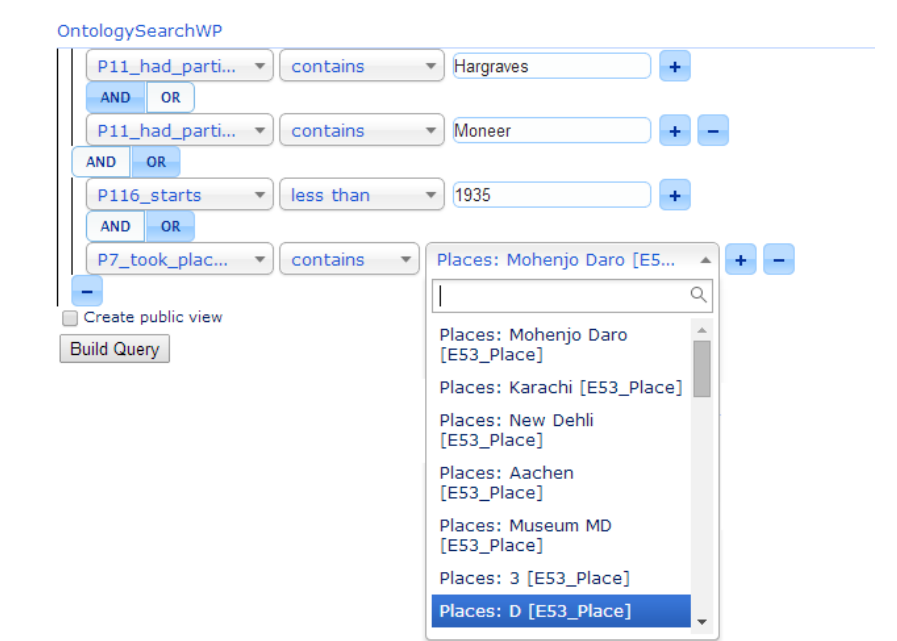 OntologySearchWP
P11_had_parti... contains Hargraves +
AND OR
P11_had_parti... contains Moneer + −
AND OR
P116_starts less than 1935 +
AND OR
P7_took_plac... contains Places: Mohenjo Daro [E5... + −
−
Create public view
Build Query
Places: Mohenjo Daro
[E53_Place]
Places: Karachi [E53_Place]
Places: New Dehli
[E53_Place]
Places: Aachen
[E53_Place]
Places: Museum MD
[E53_Place]
Places: 3 [E53_Place]
Places: D [E53_Place]